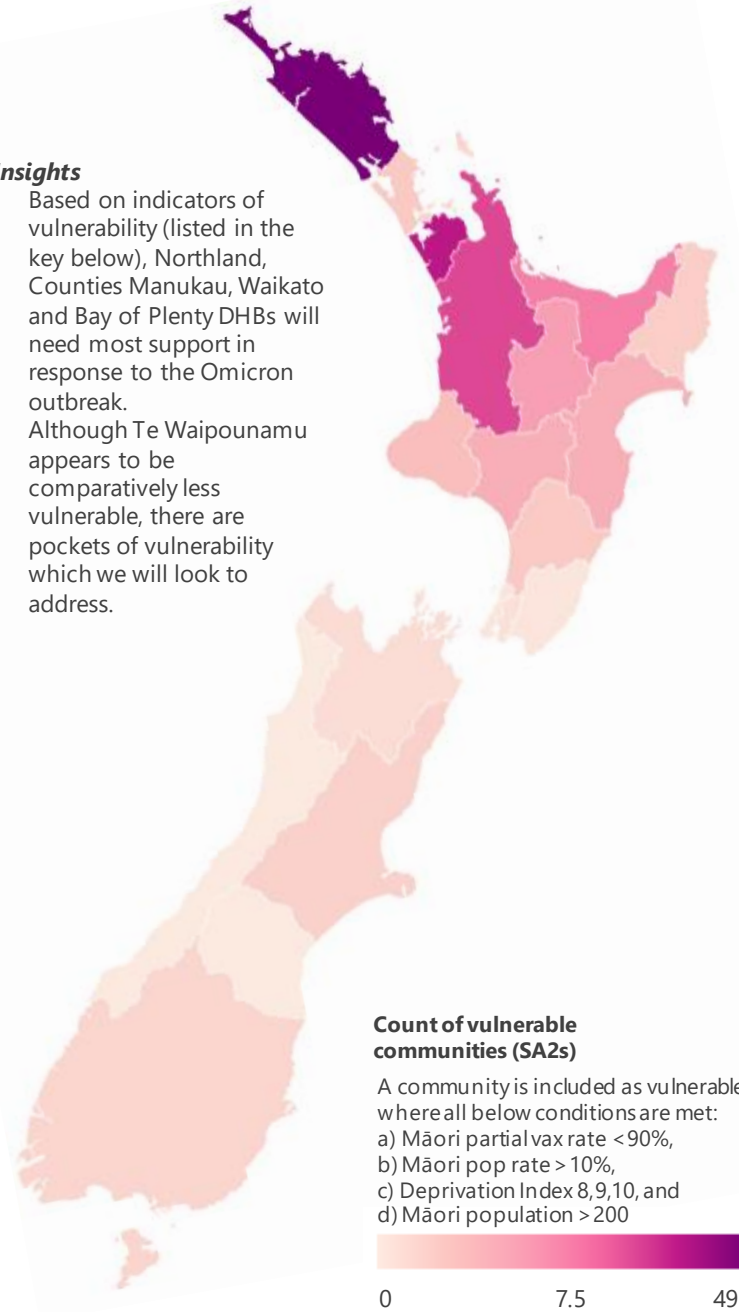 nsights
Based on indicators of
vulnerability (listed in the
key below), Northland,
Counties Manukau, Waikato
and Bay of Plenty DHBs will
need most support in
response to the Omicron
outbreak.
Although Te Waipounamu
appears to be
comparatively less
vulnerable, there are
pockets of vulnerability
which we will look to
address.
Count of vulnerable
communities (SA2s)
A community is included as vulnerable
where all below conditions are met:
a) Māori partial vax rate <90%,
b) Māori pop rate > 10%,
c) Deprivation Index 8,9,10, and
d) Māori population >200
0 7.5 49